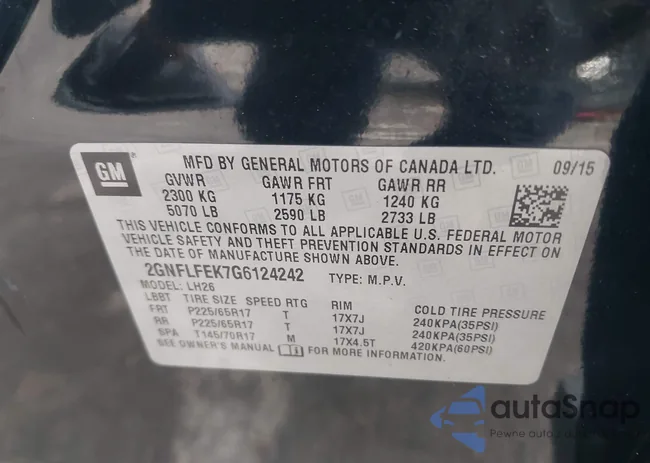 GM
MFD BY GENERAL MOTORS OF CANADA LTD. 09/15
GVWR GAWR FRT GAWR RR
2300 KG 1175 KG 1240 KG
5070 LB 2590 LB 2733 LB
THIS VEHICLE CONFORMS TO ALL APPLICABLE U.S. FEDERAL MOTOR
VEHICLE SAFETY AND THEFT PREVENTION STANDARDS IN EFFECT ON
THE DATE OF MANUFACTURE SHOWN ABOVE.
2GNFLFEK7G6124242 TYPE: M.P.V.
MODEL: LH26
LBBT TIRE SIZE SPEED RTG RIM COLD TIRE PRESSURE
FRT P225/65R17 T 17X7J 240KPA(35PSI)
RR P225/65R17 T 17X7J 240KPA(35PSI)
SPA T145/70R17 M 17X4.5T 420KPA(60PSI)
SEE OWNER'S MANUAL FOR MORE INFORMATION.
autaSnap
Pewne auto z